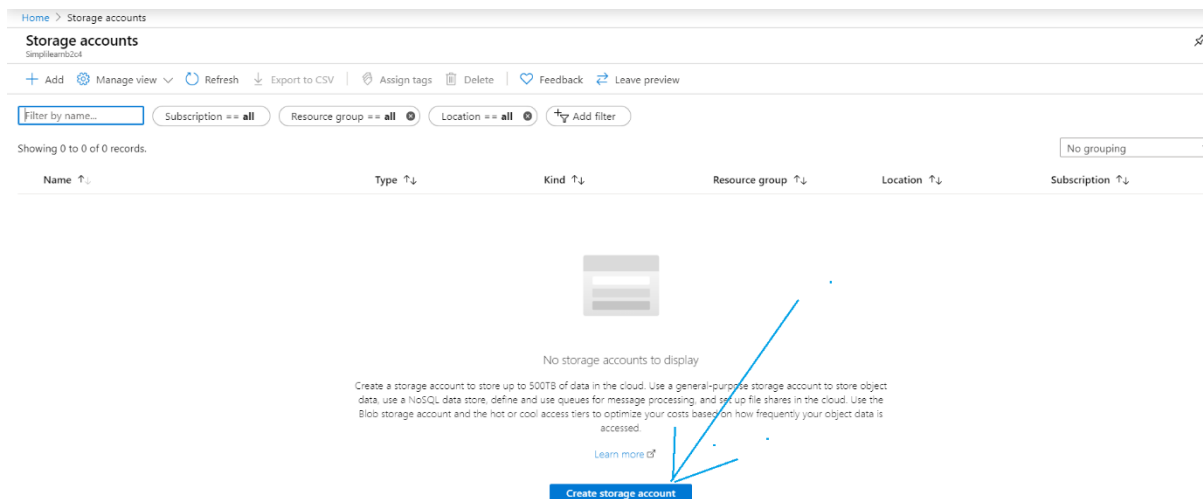 Home > Storage accounts
Storage accounts
Simplilearnb2c4
Add Manage view Refresh Export to CSV Assign tags Delete Feedback Leave preview
Filter by name... Subscription == all Resource group == all Location == all Add filter
Showing 0 to 0 of 0 records.
No grouping
Name Type Kind Resource group Location Subscription
No storage accounts to display
Create a storage account to store up to 500TB of data in the cloud. Use a general-purpose storage account to store object
data, use a NoSQL data store, define and use queues for message processing, and set up file shares in the cloud. Use the
Blob storage account and the hot or cool access tiers to optimize your costs based on how frequently your object data is
accessed.
Learn more
Create storage account